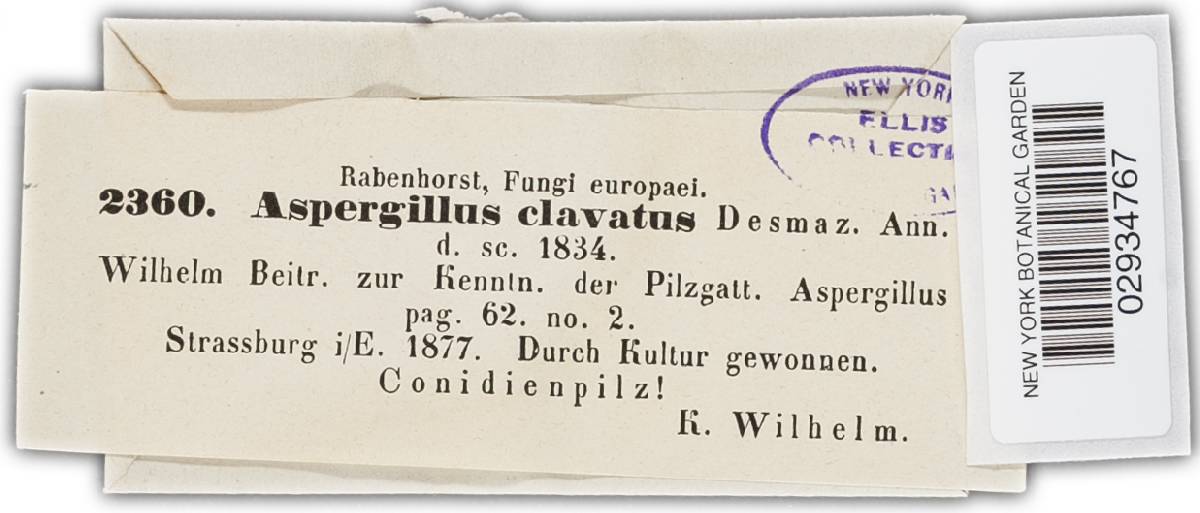 NEW YORK
ELLIS
COLLECTI
GA
Rabenhorst, Fungi europaei.
2360. Aspergillus clavatus Desmaz. Ann.
d. sc. 1834.
Wilhelm Beitr. zur Kenntn. der Pilzgatt. Aspergillus
pag. 62. no. 2.
Strassburg i/E. 1877. Durch Kultur gewonnen.
Conidienpilz!
K. Wilhelm.
NEW YORK BOTANICAL GARDEN
02934767